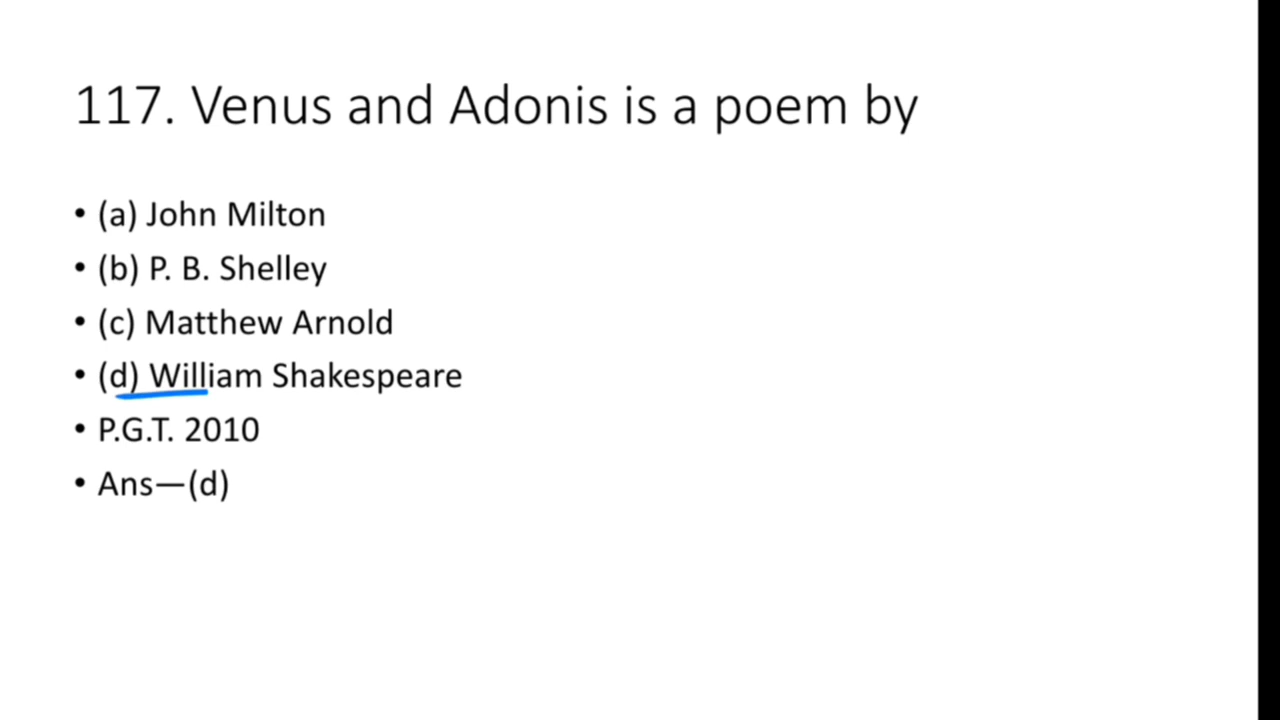 117. Venus and Adonis is a poem by
• (a) John Milton
• (b) P. B. Shelley
• (c) Matthew Arnold
• (d) William Shakespeare
• P.G.T. 2010
• Ans—(d)